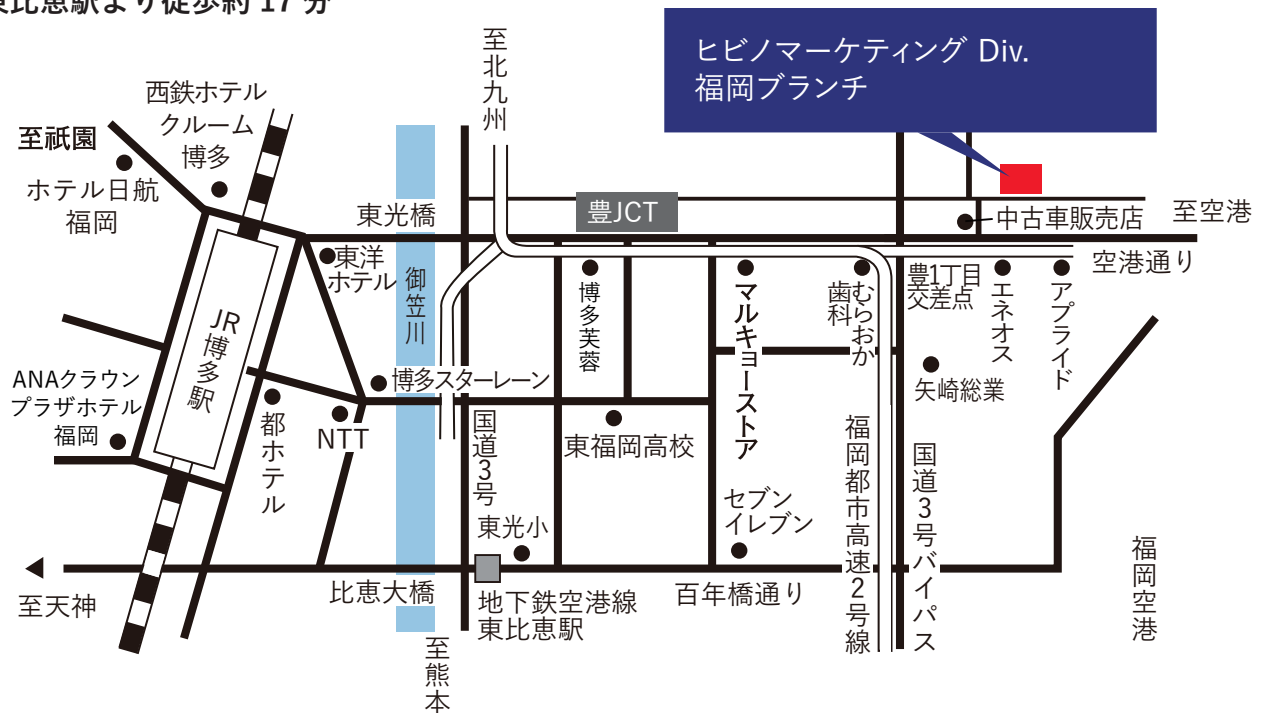 東比恵駅より徒歩約 17 分
ヒビノマーケティング Div.
福岡ブランチ
至北九州
西鉄ホテル
クルーム
博多
至祇園
ホテル日航
福岡
東光橋
豊JCT
中古車販売店
至空港
空港通り
東洋
ホテル
御笠川
博多芙蓉
マルキョーストア
むらおか
歯科
豊1丁目
交差点
エネオス
アプライド
JR
博多駅
ANAクラウン
プラザホテル
福岡
都ホテル
NTT
博多スターレーン
国道3号
東福岡高校
矢崎総業
福岡都市高速2号線
国道3号バイパス
セブン
イレブン
東光小
福岡空港
至天神
比恵大橋
地下鉄空港線
東比恵駅
百年橋通り
至熊本